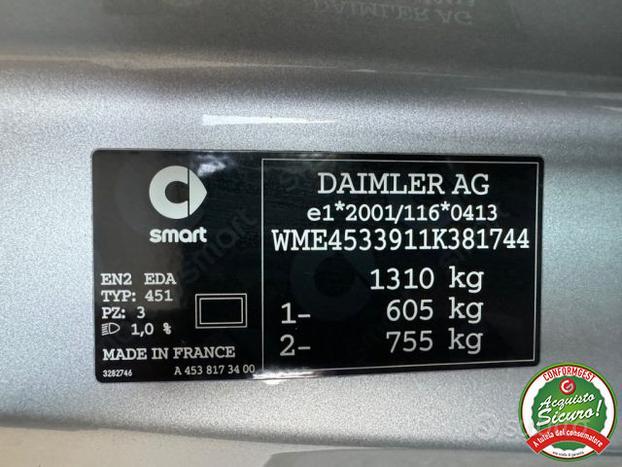 DAIMLER AG
smart
DAIMLER AG
e1*2001/116*0413
WME4533911K381744
1310 kg
1- 605 kg
2- 755 kg
EN2 EDA
TYP: 451
PZ: 3
1,0 %
MADE IN FRANCE
3282746
A 453 817 34 00
CONFORMGEST
Acquisto
Sicuro!
A tutela del consumatore